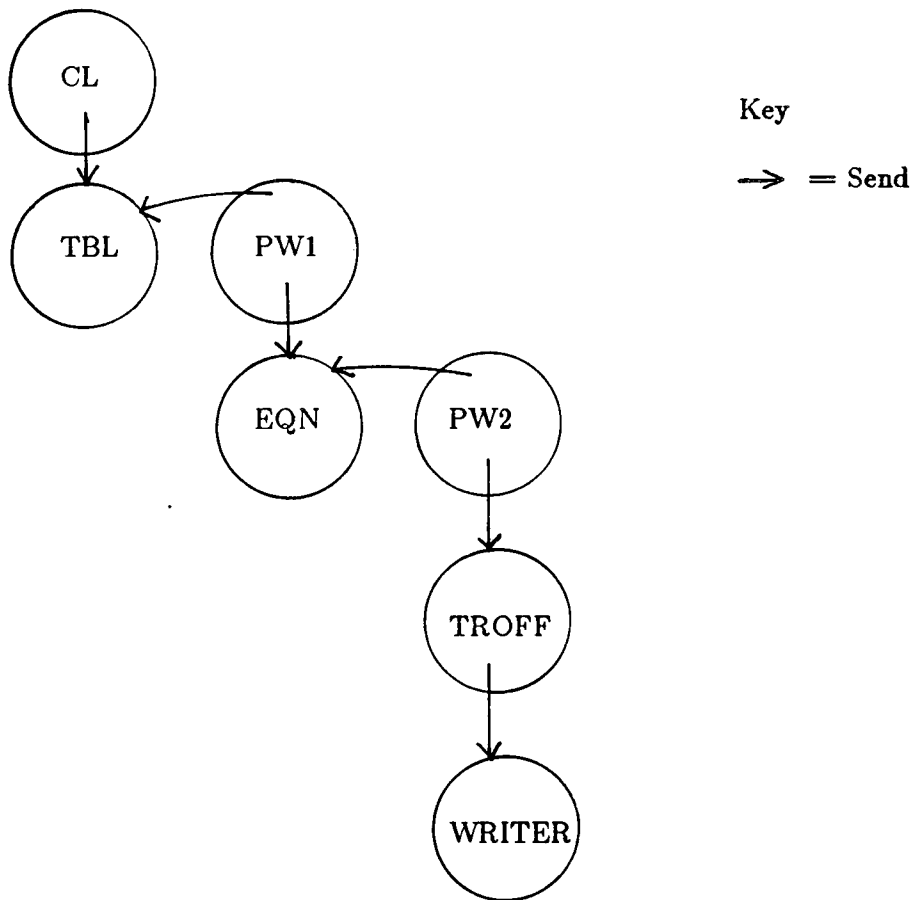 CL
Key
→ = Send
TBL
PW1
EQN
PW2
TROFF
WRITER